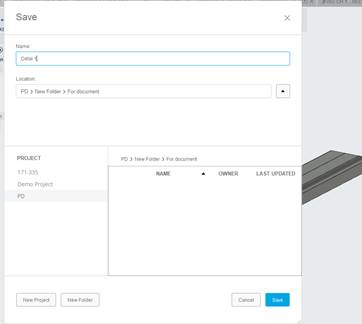 Save
Name:
Detail
Location:
PD > New Folder > For document
PROJECT
171-335
Demo Project
PD
PD > New Folder > For document
NAME
OWNER
LAST UPDATED
New Project
New Folder
Cancel
Save